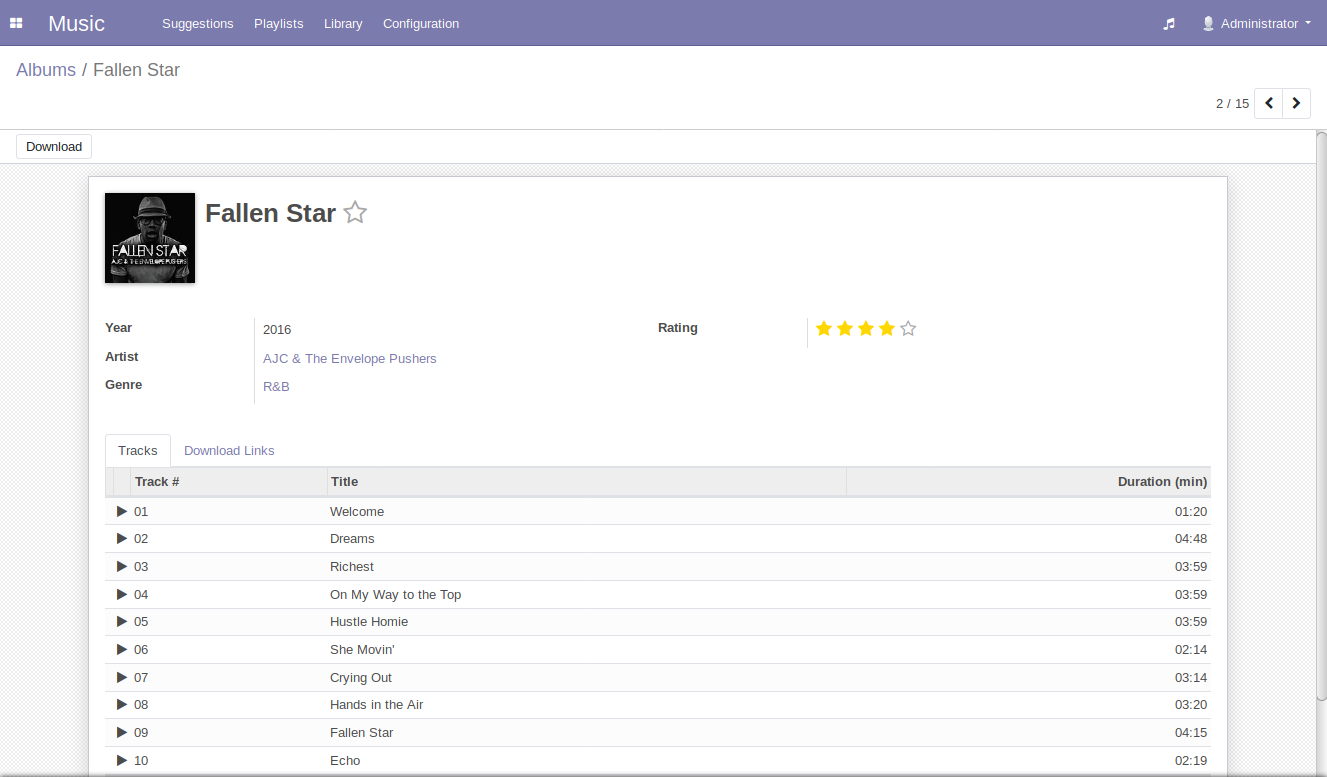 Music Suggestions Playlists Library Configuration Administrator
Albums / Fallen Star
2 / 15
Download
FALLEN STAR
AJC & THE ENVELOPE PUSHERS
Fallen Star
Year 2016 Rating
Artist AJC & The Envelope Pushers
Genre R&B
Tracks Download Links
Track # Title Duration (min)
01 Welcome 01:20
02 Dreams 04:48
03 Richest 03:59
04 On My Way to the Top 03:59
05 Hustle Homie 03:59
06 She Movin' 02:14
07 Crying Out 03:14
08 Hands in the Air 03:20
09 Fallen Star 04:15
10 Echo 02:19